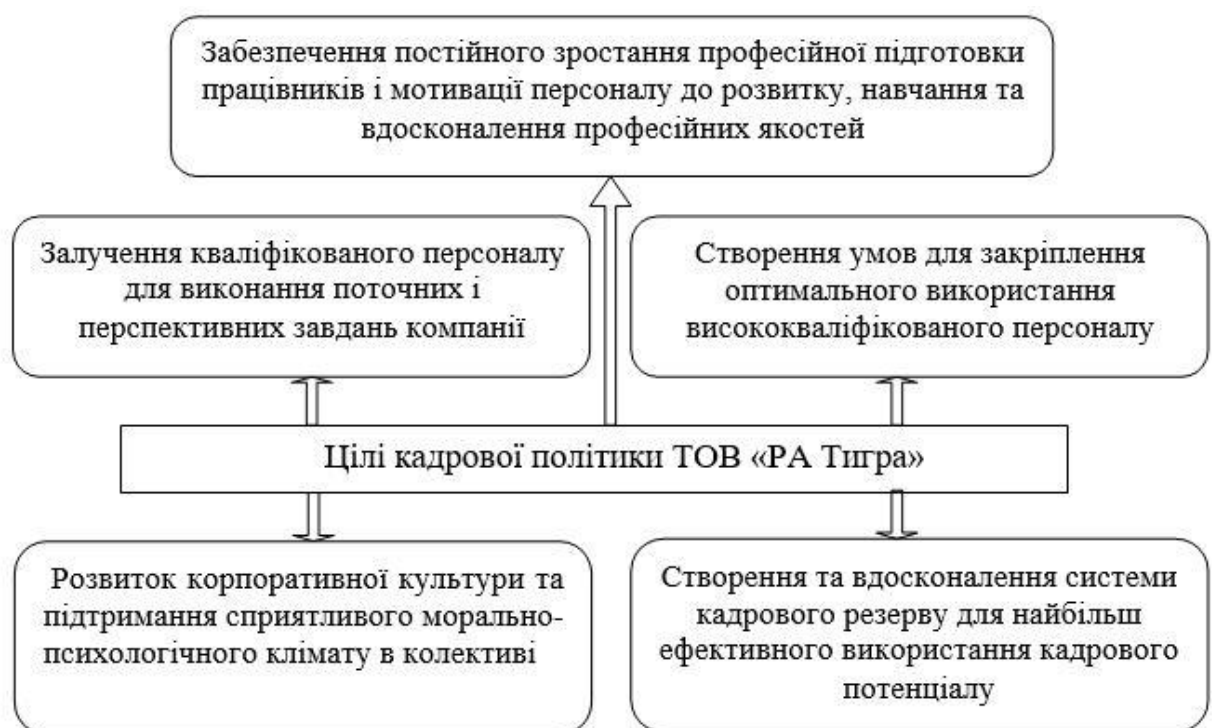 Забезпечення постійного зростання професійної підготовки
працівників і мотивації персоналу до розвитку, навчання та
вдосконалення професійних якостей
Залучення кваліфікованого персоналу
для виконання поточних і
перспективних завдань компанії
Створення умов для закріплення
оптимального використання
висококваліфікованого персоналу
Цілі кадрової політики ТОВ «РА Тигра»
Розвиток корпоративної культури та
підтримання сприятливого морально-
психологічного клімату в колективі
Створення та вдосконалення системи
кадрового резерву для найбільш
ефективного використання кадрового
потенціалу